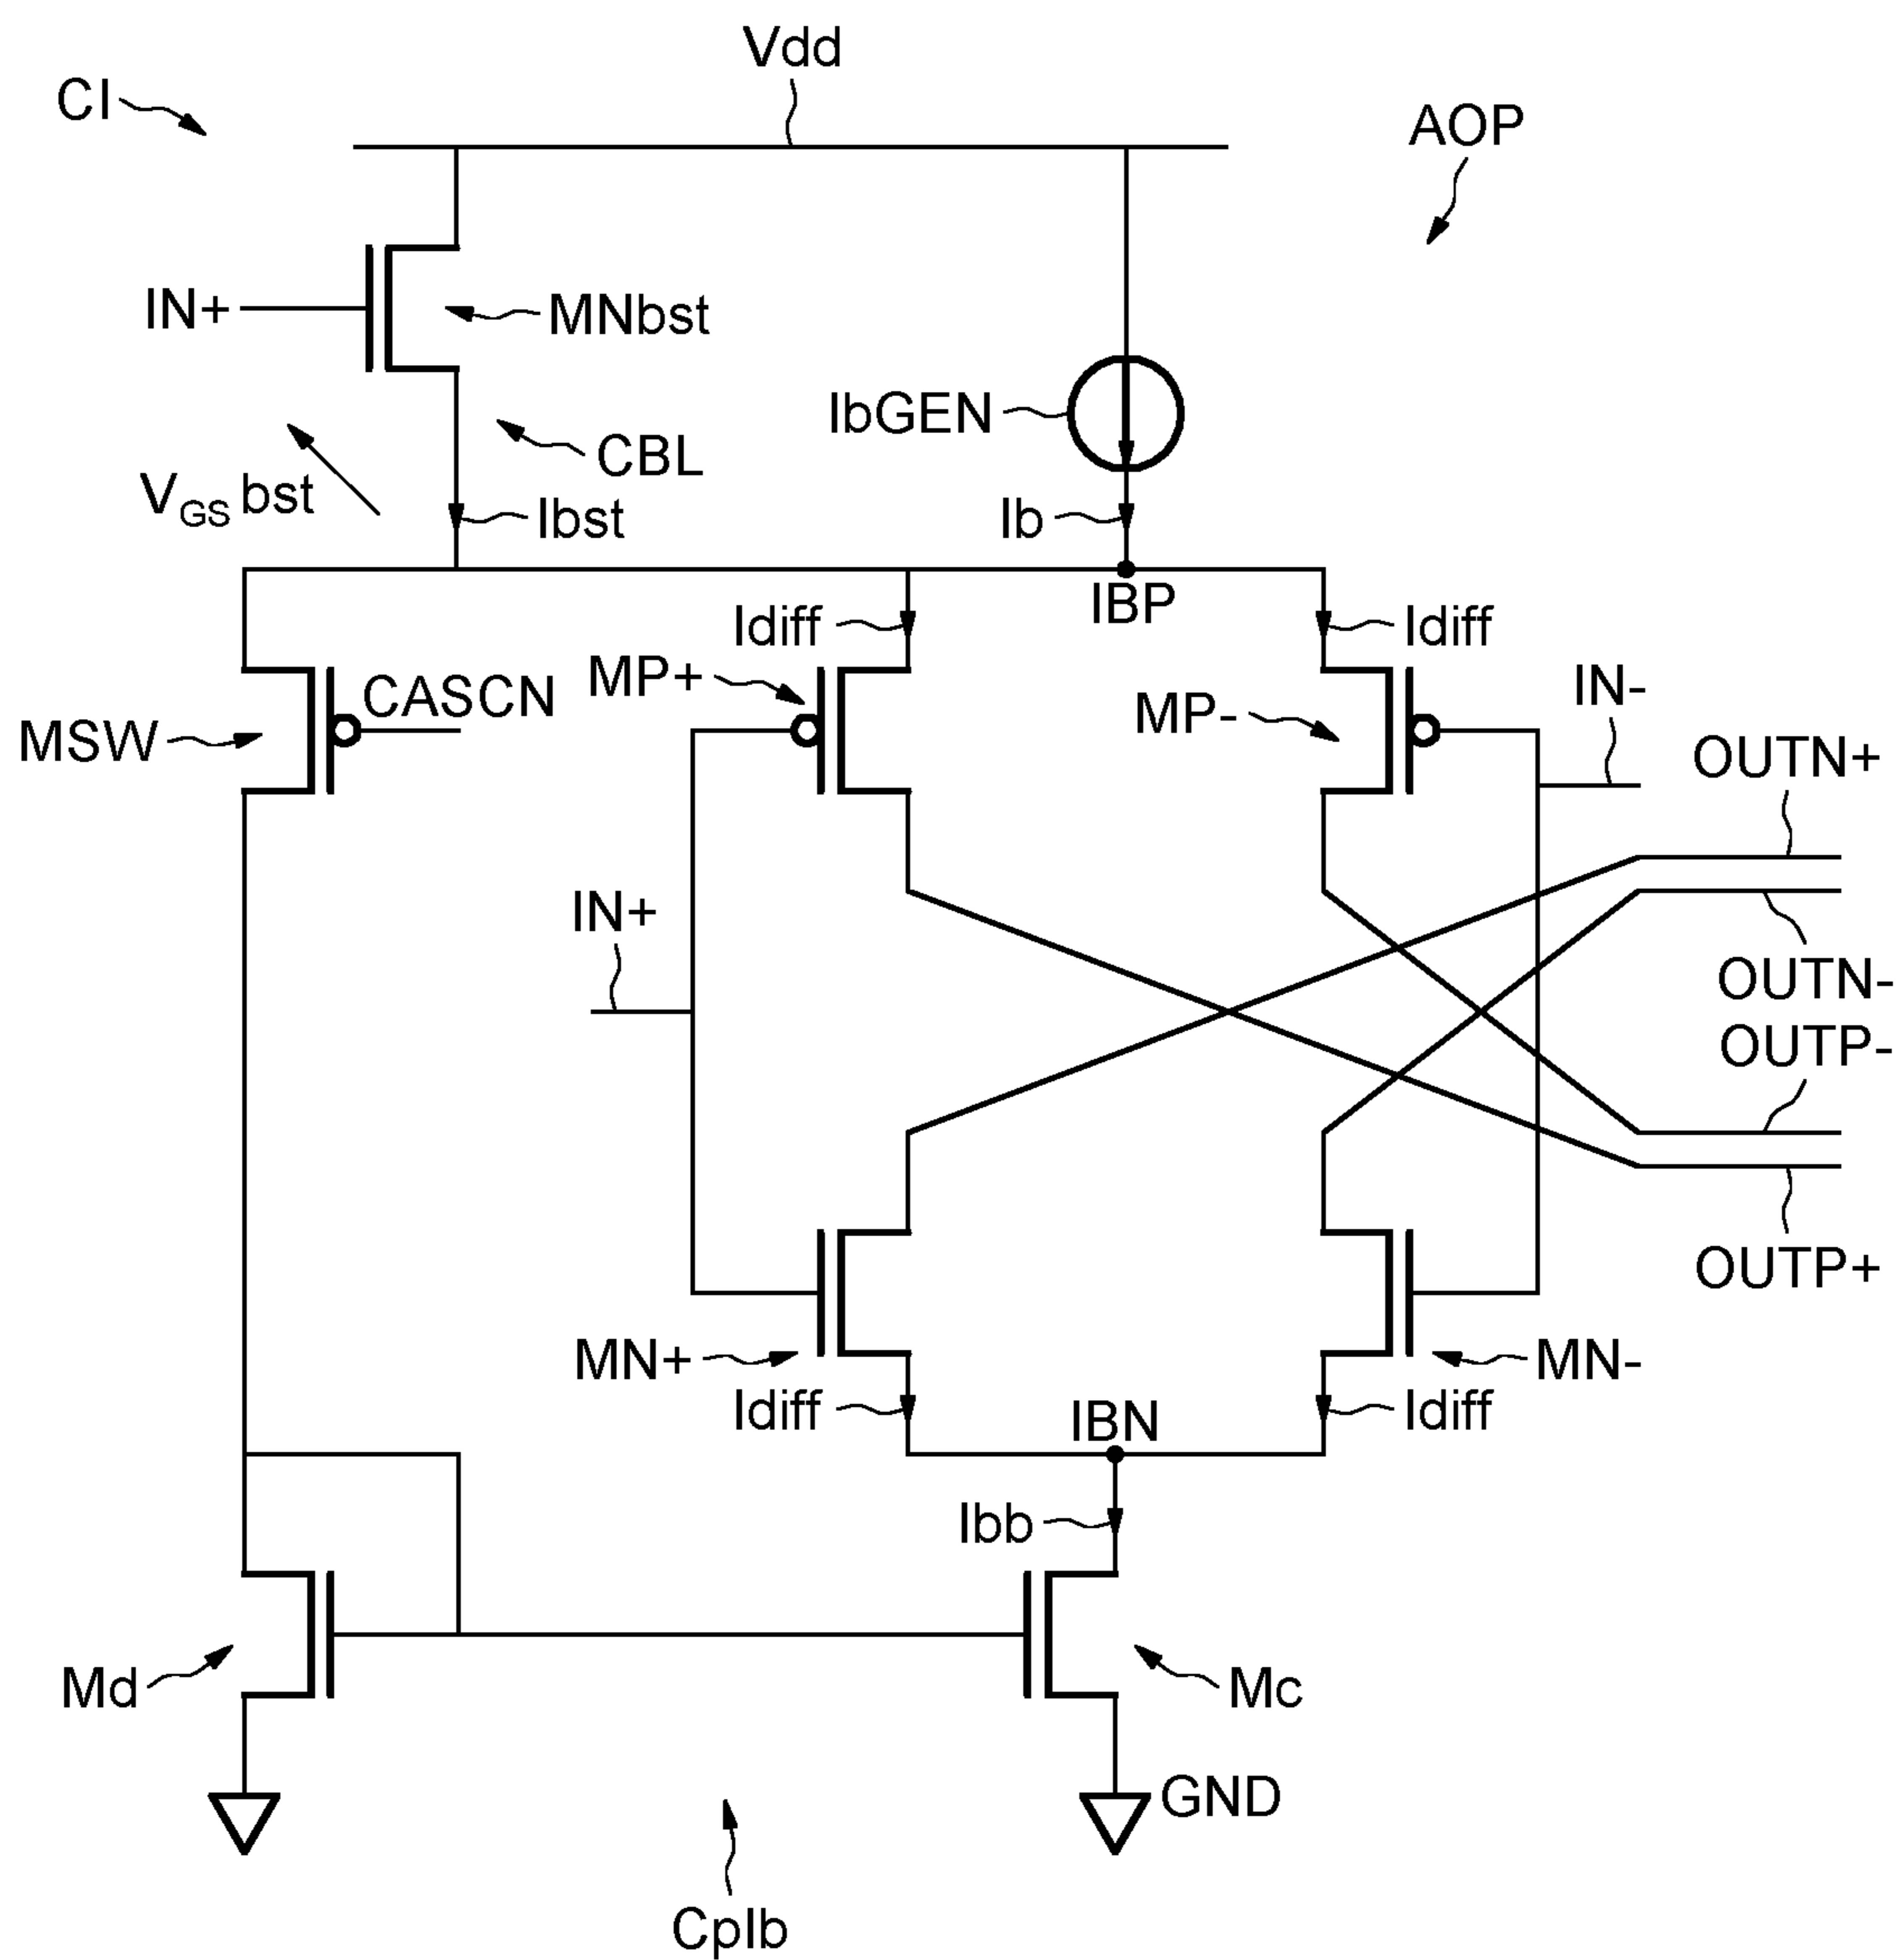 Vdd
CI
AOP
IN+
MNbst
IbGEN
CBL
VGS bst
Ibst
Ib
IBP
Idiff
Idiff
MP+
CASCN
IN-
MP-
MSW
OUTN+
IN+
OUTN-
OUTP-
OUTP+
MN+
MN-
Idiff
IBN
Idiff
Ibb
Md
Mc
GND
CpIb